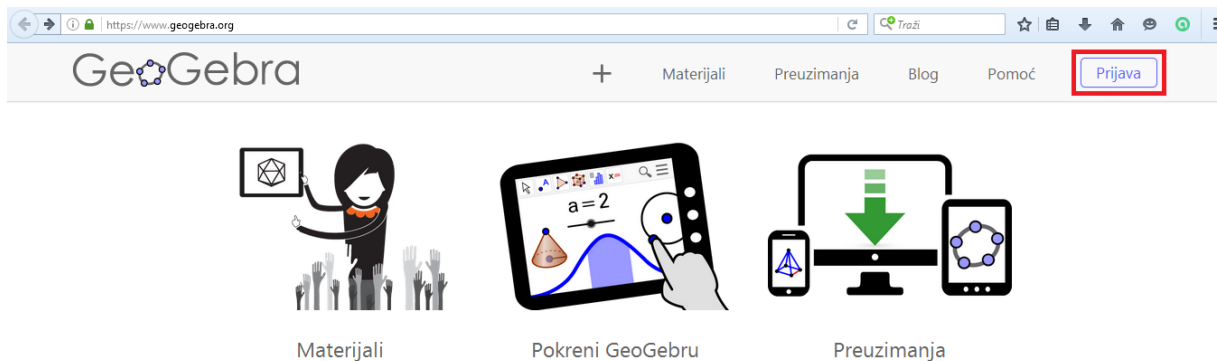 https://www.geogebra.org
Traži
GeoGebra
Materijali
Preuzimanja
Blog
Pomoć
Prijava
a=2
x=
Materijali
Pokreni GeoGebru
Preuzimanja